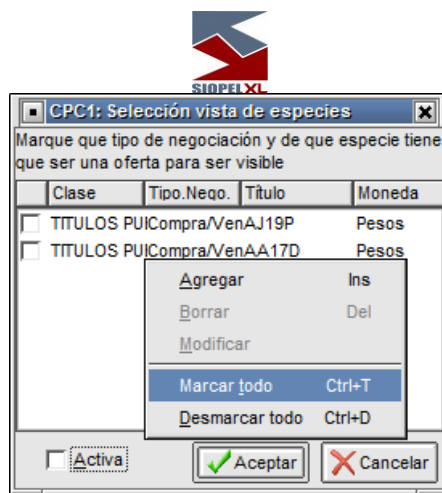 SIOPEL XL
CPC1: Selección vista de especies
Marque que tipo de negociación y de que especie tiene
que ser una oferta para ser visible
Clase Tipo.Nego. Título Moneda
TITULOS PU Compra/Ven AJ19P Pesos
TITULOS PU Compra/Ven AA17D Pesos
Agregar Ins
Borrar Del
Modificar
Marcar todo Ctrl+T
Desmarcar todo Ctrl+D
Activa Aceptar Cancelar